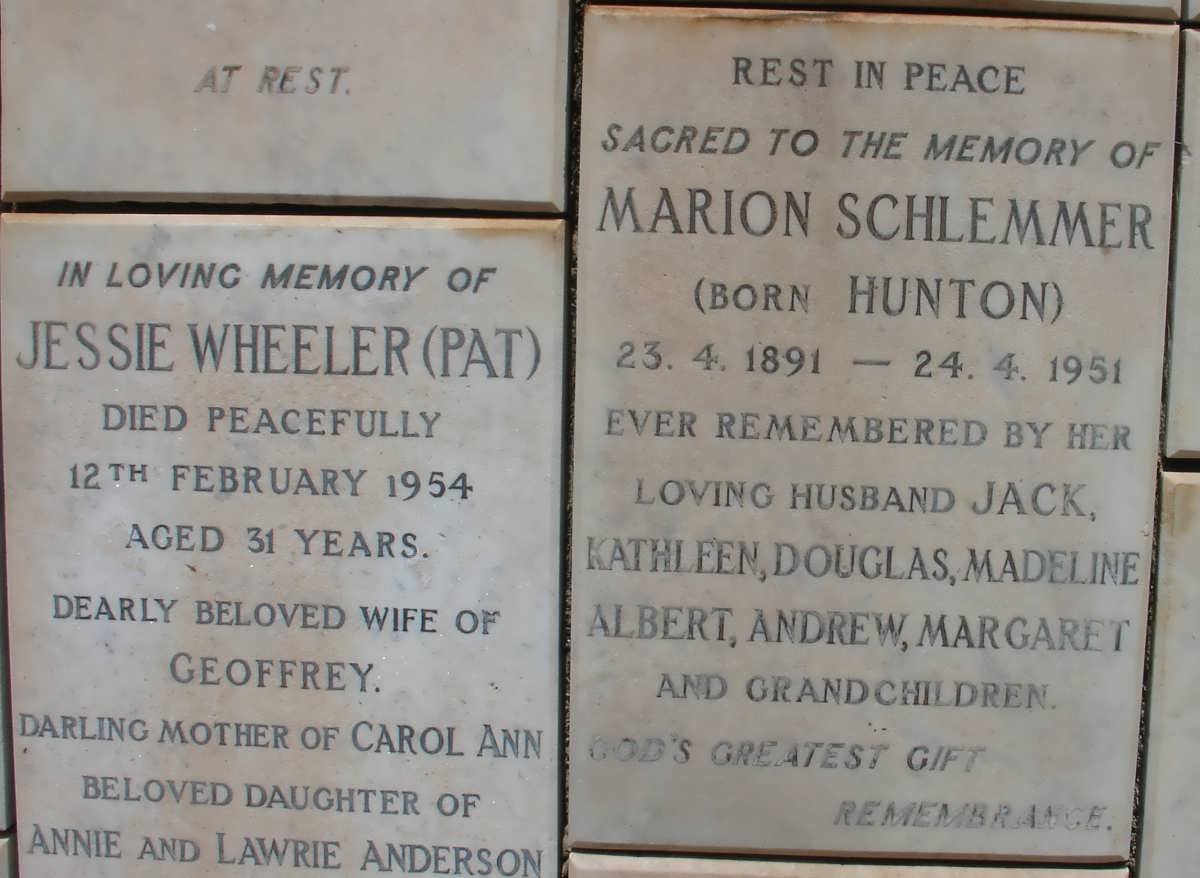 AT REST.
IN LOVING MEMORY OF
JESSIE WHEELER (PAT)
DIED PEACEFULLY
12TH FEBRUARY 1954
AGED 31 YEARS.
DEARLY BELOVED WIFE OF
GEOFFREY.
DARLING MOTHER OF CAROL ANN
BELOVED DAUGHTER OF
ANNIE AND LAWRIE ANDERSON
REST IN PEACE
SACRED TO THE MEMORY OF
MARION SCHLEMMER
(BORN HUNTON)
23. 4. 1891 — 24. 4. 1951
EVER REMEMBERED BY HER
LOVING HUSBAND JACK,
KATHLEEN, DOUGLAS, MADELINE
ALBERT, ANDREW, MARGARET
AND GRANDCHILDREN.
GOD'S GREATEST GIFT
REMEMBRANCE.